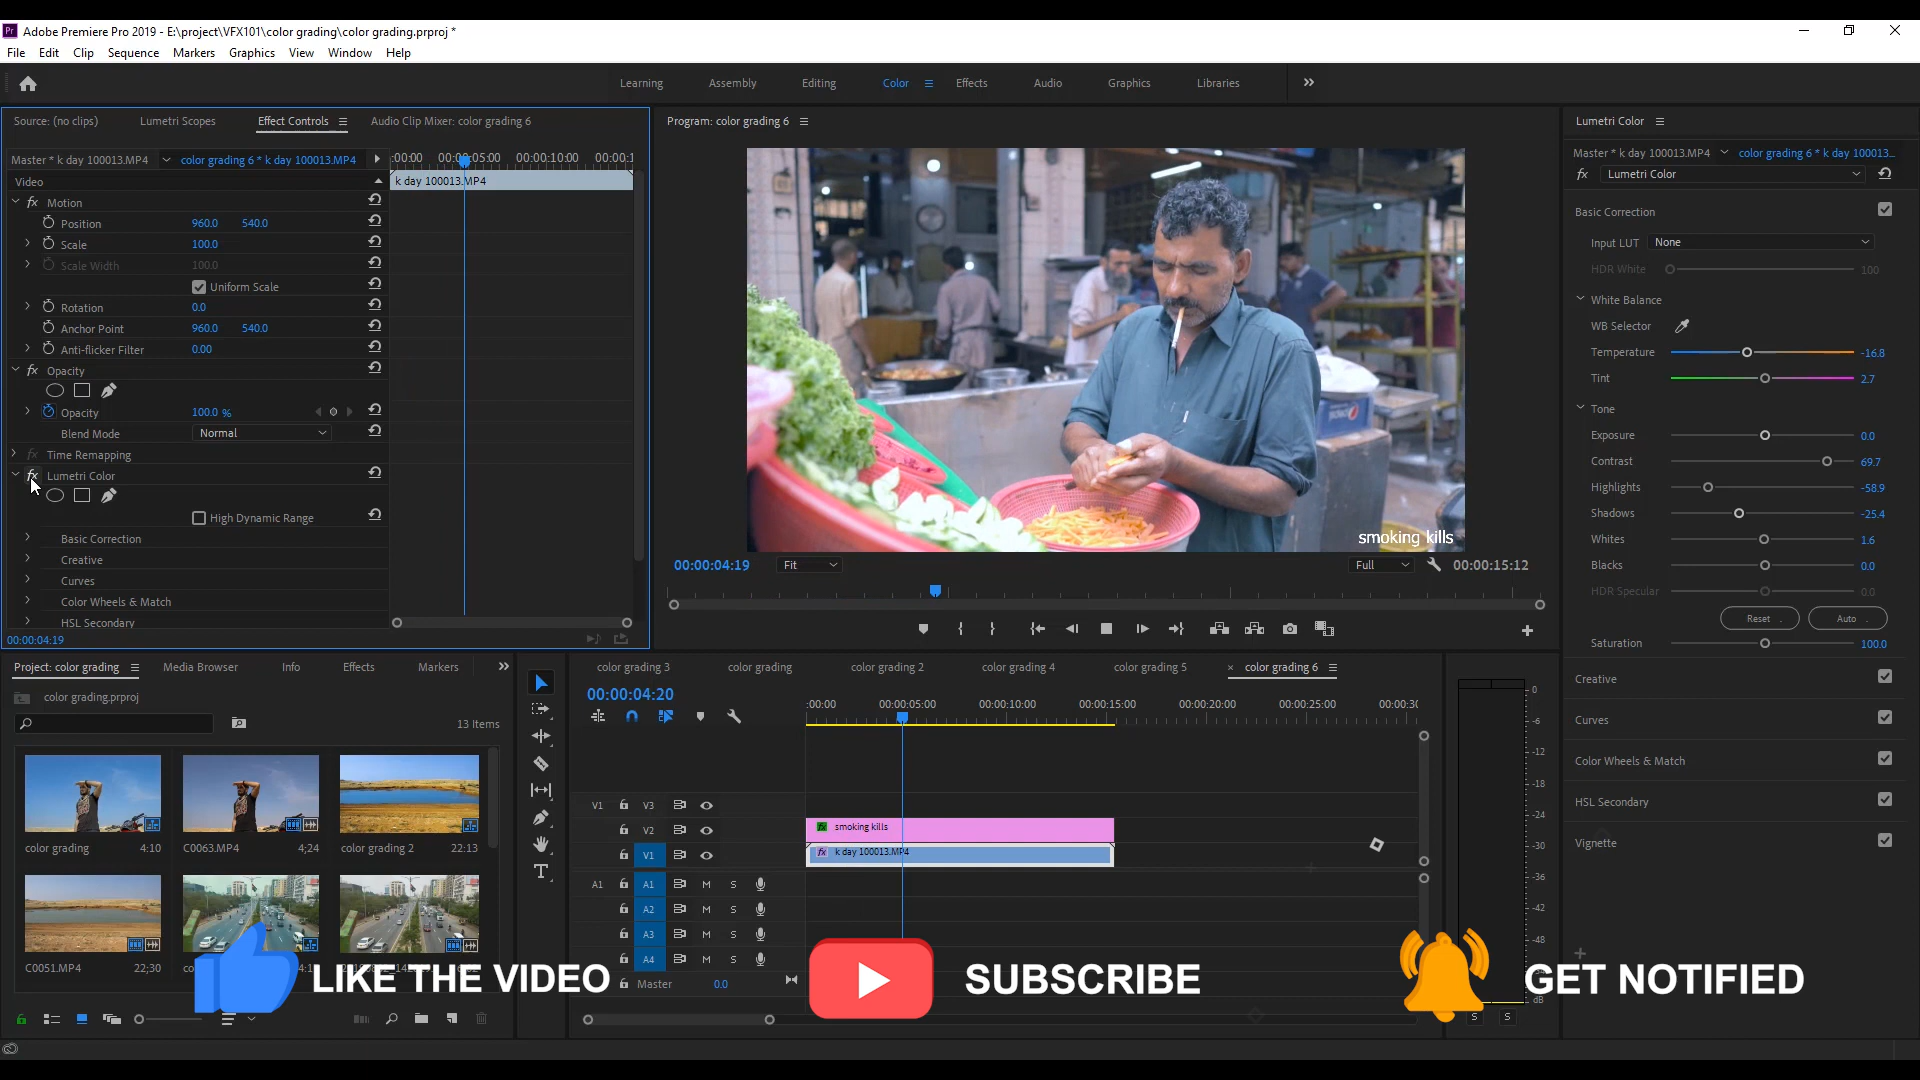 Pr Adobe Premiere Pro 2019 - E:\project\VFX101\color grading\color grading.prproj *
File Edit Clip Sequence Markers Graphics View Window Help
Learning Assembly Editing Color Effects Audio Graphics Libraries
Source: (no clips) Lumetri Scopes Effect Controls Audio Clip Mixer: color grading 6
Master * k day 100013.MP4 color grading 6 * k day 100013.MP4
:00:00 00:00:05:00 00:00:10:00 00:00:1
Video k day 100013.MP4
fx Motion
Position 960.0 540.0
Scale 100.0
Scale Width 100.0
Uniform Scale
Rotation 0.0
Anchor Point 960.0 540.0
Anti-flicker Filter 0.00
fx Opacity
Opacity 100.0 %
Blend Mode Normal
fx Time Remapping
fx Lumetri Color
High Dynamic Range
Basic Correction
Creative
Curves
Color Wheels & Match
HSL Secondary
00:00:04:19
Program: color grading 6
smoking kills
00:00:04:19 Fit Full 00:00:15:12
Lumetri Color
Master * k day 100013.MP4 color grading 6 * k day 100013...
fx Lumetri Color
Basic Correction
Input LUT None
HDR White 100
White Balance
WB Selector
Temperature -16.8
Tint 2.7
Tone
Exposure 0.0
Contrast 69.7
Highlights -58.9
Shadows -25.4
Whites 1.6
Blacks 0.0
HDR Specular 0.0
Reset Auto
Saturation 100.0
Creative
Curves
Color Wheels & Match
HSL Secondary
Vignette
Project: color grading Media Browser Info Effects Markers
color grading.prproj
13 Items
color grading 4:10 C0063.MP4 4;24 color grading 2 22:13
C0051.MP4 22;30
color grading 3 color grading color grading 2 color grading 4 color grading 5 × color grading 6
00:00:04:20
:00:00 00:00:05:00 00:00:10:00 00:00:15:00 00:00:20:00 00:00:25:00 00:00:30
V1 V3
V2 fx smoking kills
V1 fx k day 100013.MP4
A1 A1 M S
A2 M S
A3 M S
A4 M S
Master 0.0
0
-6
-12
-18
-24
-30
-36
-42
-48
dB
S S
LIKE THE VIDEO SUBSCRIBE GET NOTIFIED